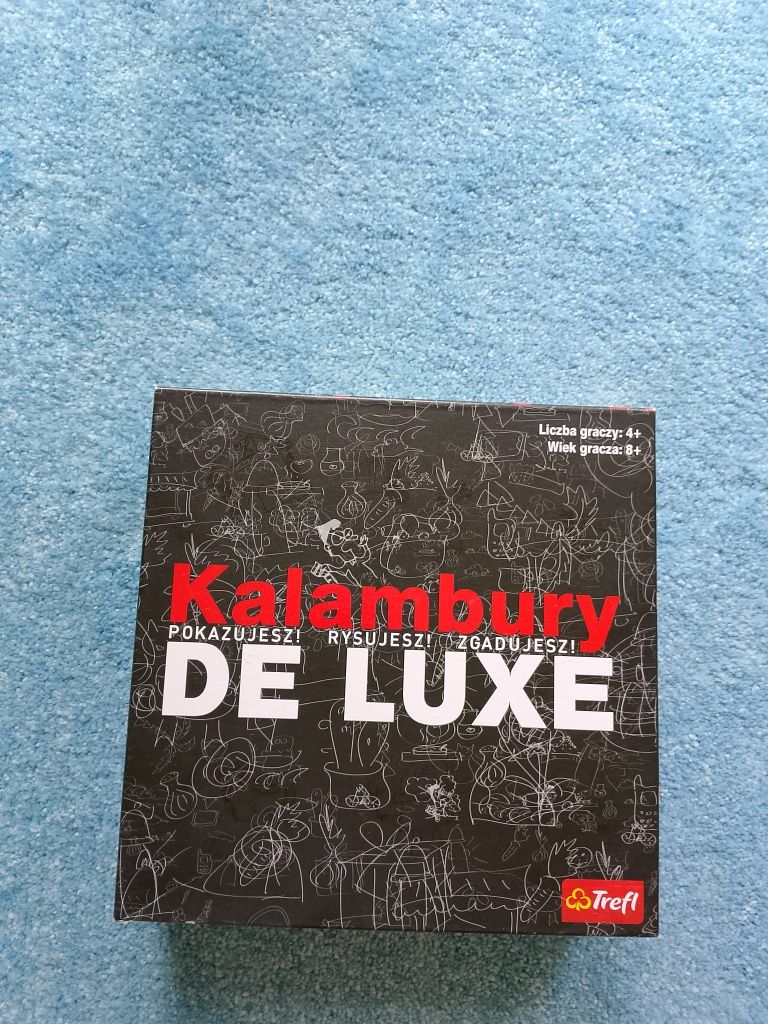 Liczba graczy: 4+
Wiek gracza: 8+
Kalambury
POKAZUJESZ! RYSUJESZ! ZGADUJESZ!
DE LUXE
Trefl